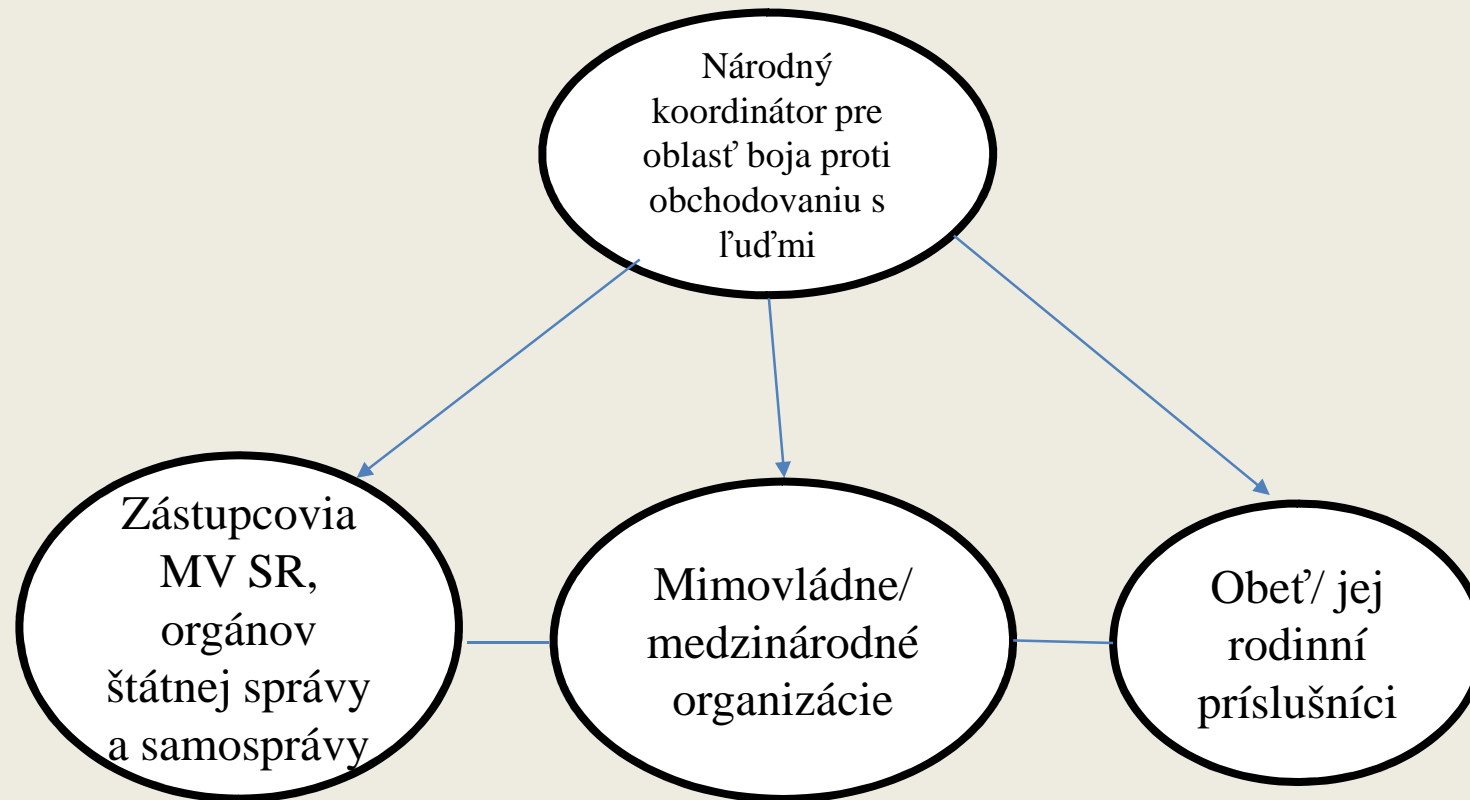 Národný
koordinátor pre
oblasť boja proti
obchodovaniu s
ľuďmi
Zástupcovia
MV SR,
orgánov
štátnej správy
a samosprávy
Mimovládne/
medzinárodné
organizácie
Obeť/ jej
rodinní
príslušníci